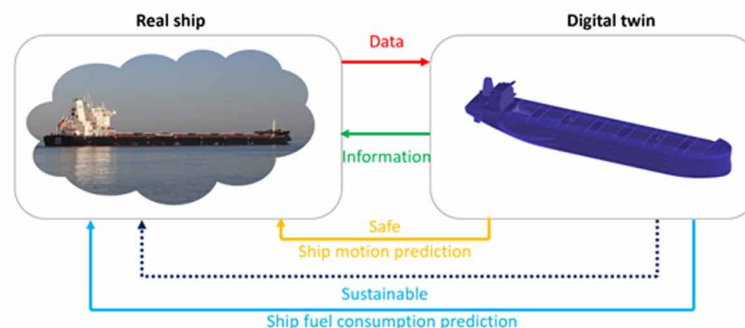 Real ship
Digital twin
Data
Information
Safe
Ship motion prediction
Sustainable
Ship fuel consumption prediction